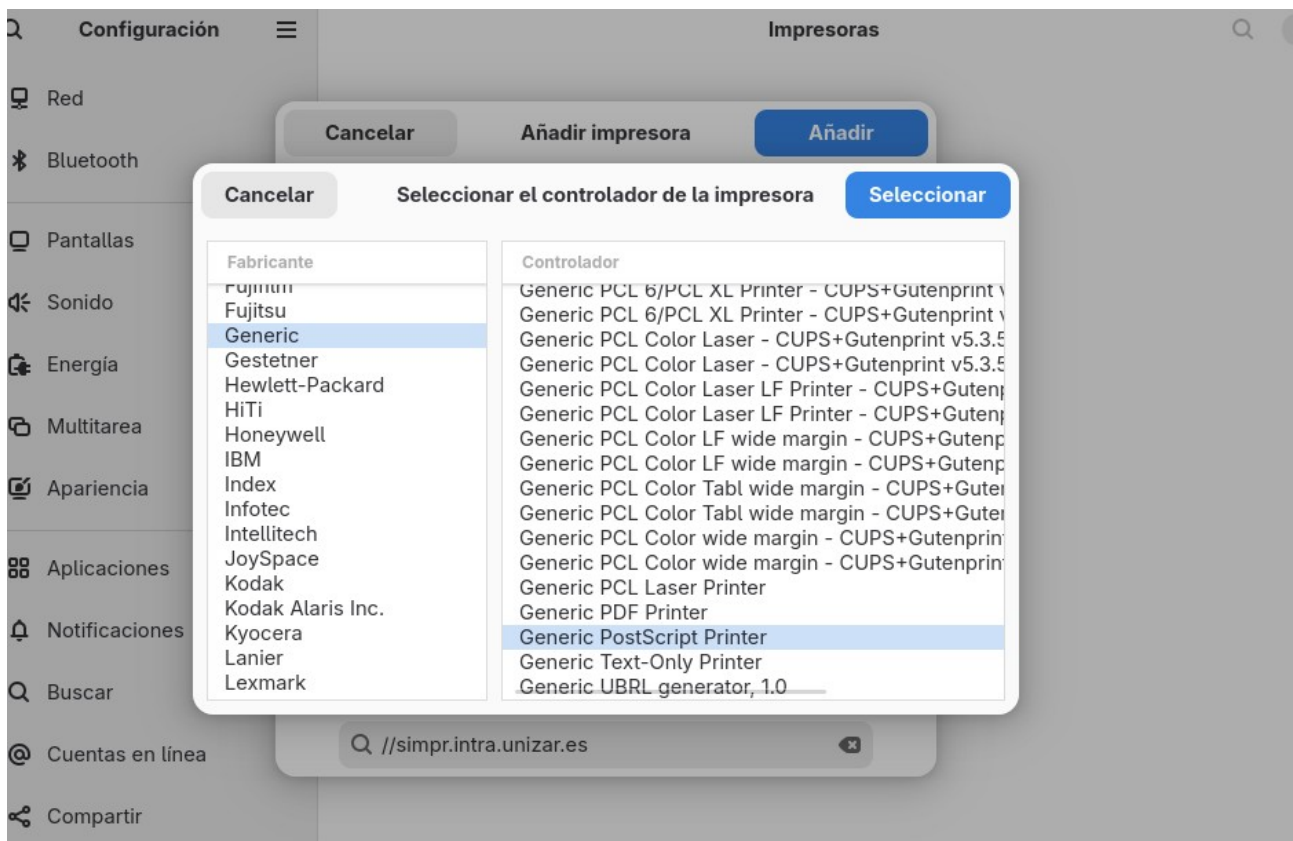 Configuración
Impresoras
Red
Bluetooth
Pantallas
Sonido
Energía
Multitarea
Apariencia
Aplicaciones
Notificaciones
Buscar
Cuentas en línea
Compartir
Cancelar
Añadir impresora
Añadir
Cancelar
Seleccionar el controlador de la impresora
Seleccionar
Fabricante
Fujifilm
Fujitsu
Generic
Gestetner
Hewlett-Packard
HiTi
Honeywell
IBM
Index
Infotec
Intellitech
JoySpace
Kodak
Kodak Alaris Inc.
Kyocera
Lanier
Lexmark
Controlador
Generic PCL 6/PCL XL Printer - CUPS+Gutenprint
Generic PCL 6/PCL XL Printer - CUPS+Gutenprint
Generic PCL Color Laser - CUPS+Gutenprint v5.3.5
Generic PCL Color Laser - CUPS+Gutenprint v5.3.5
Generic PCL Color Laser LF Printer - CUPS+Gutenp
Generic PCL Color Laser LF Printer - CUPS+Gutenp
Generic PCL Color LF wide margin - CUPS+Gutenp
Generic PCL Color LF wide margin - CUPS+Gutenp
Generic PCL Color Tabl wide margin - CUPS+Guter
Generic PCL Color Tabl wide margin - CUPS+Guter
Generic PCL Color wide margin - CUPS+Gutenprin
Generic PCL Color wide margin - CUPS+Gutenprin
Generic PCL Laser Printer
Generic PDF Printer
Generic PostScript Printer
Generic Text-Only Printer
Generic UBRL generator, 1.0
//simpr.intra.unizar.es